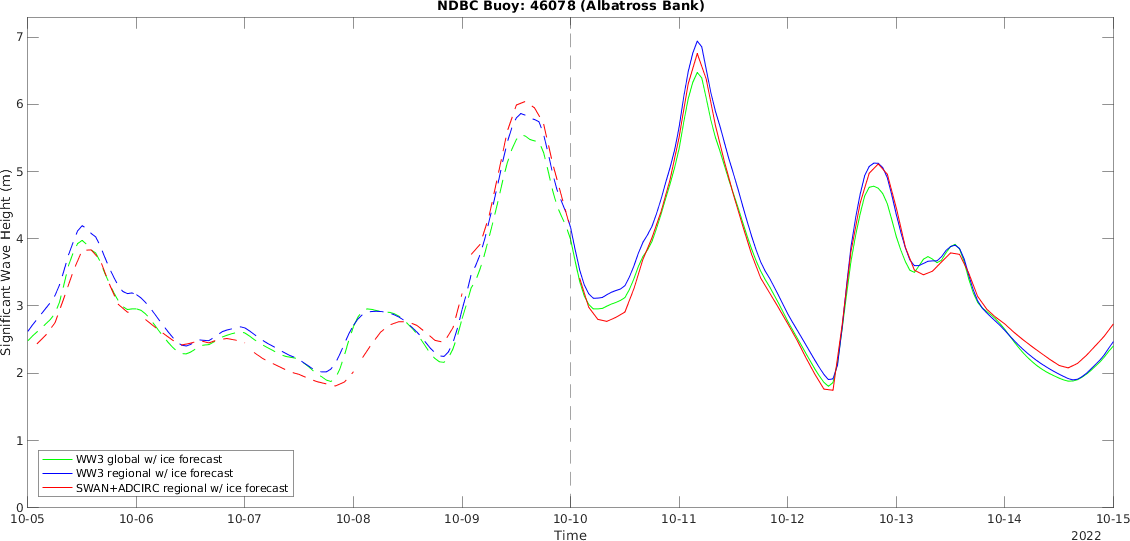 NDBC Buoy: 46078 (Albatross Bank)
7
6
5
4
3
2
1
0
Significant Wave Height (m)
WW3 global w/ ice forecast
WW3 regional w/ ice forecast
SWAN+ADCIRC regional w/ ice forecast
10-05 10-06 10-07 10-08 10-09 10-10 10-11 10-12 10-13 10-14 10-15
Time
2022